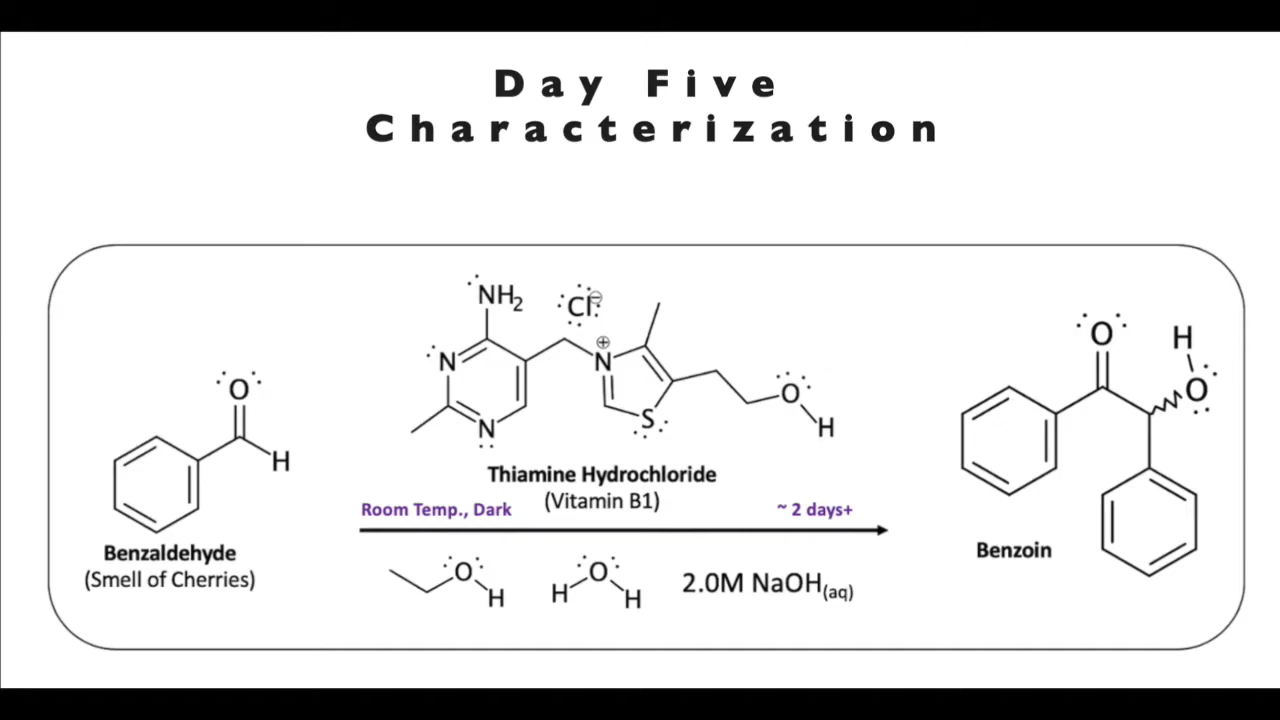 Day Five
Characterization
NH2
Cl⊖
N
⊕
N
N
S
O
H
O
H
Benzaldehyde
(Smell of Cherries)
Thiamine Hydrochloride
(Vitamin B1)
Room Temp., Dark
~ 2 days+
O
H
O
H
H
2.0M NaOH(aq)
O
H
O
Benzoin